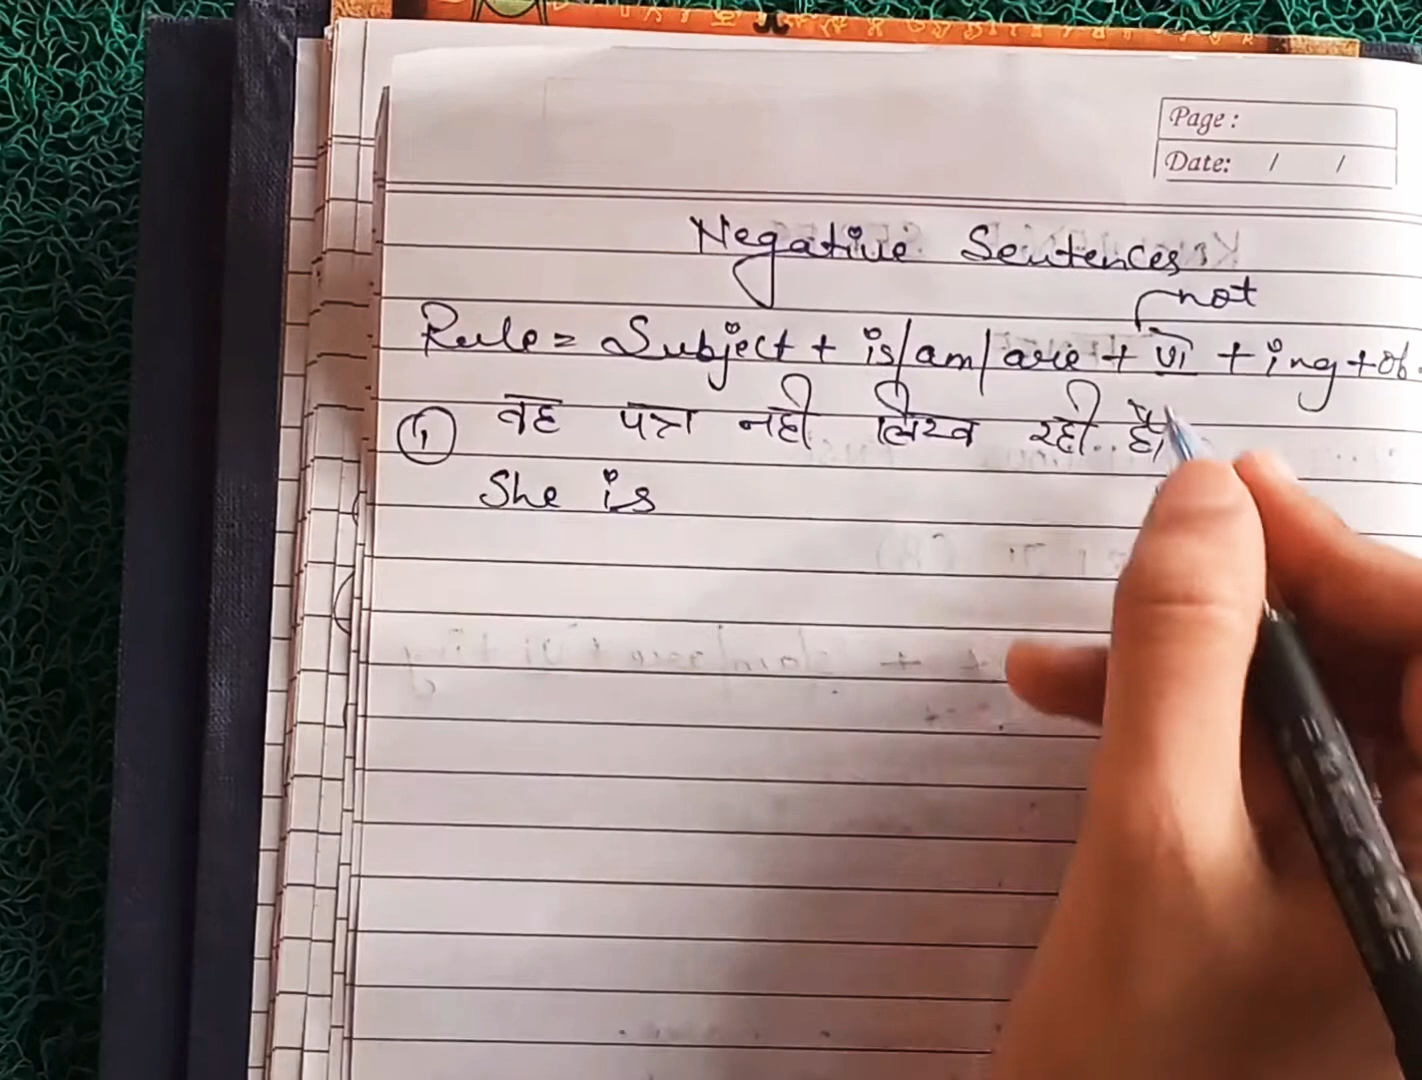 Page :
Date: / /
Negative Sentences
not
Rule = Subject + is/am/are + V1 + ing + ob.
① वह पत्र नही लिख रही है।
She is